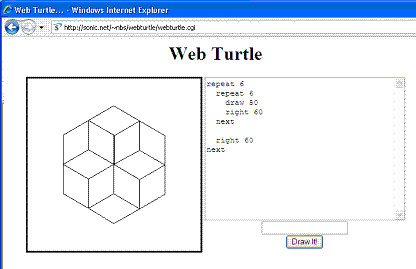 Web Turtle... - Windows Internet Explorer
http://sonic.net/~nbs/webturtle/webturtle.cgi
Web Turtle
repeat 6
repeat 6
draw 50
right 60
next
right 60
next
Draw It!